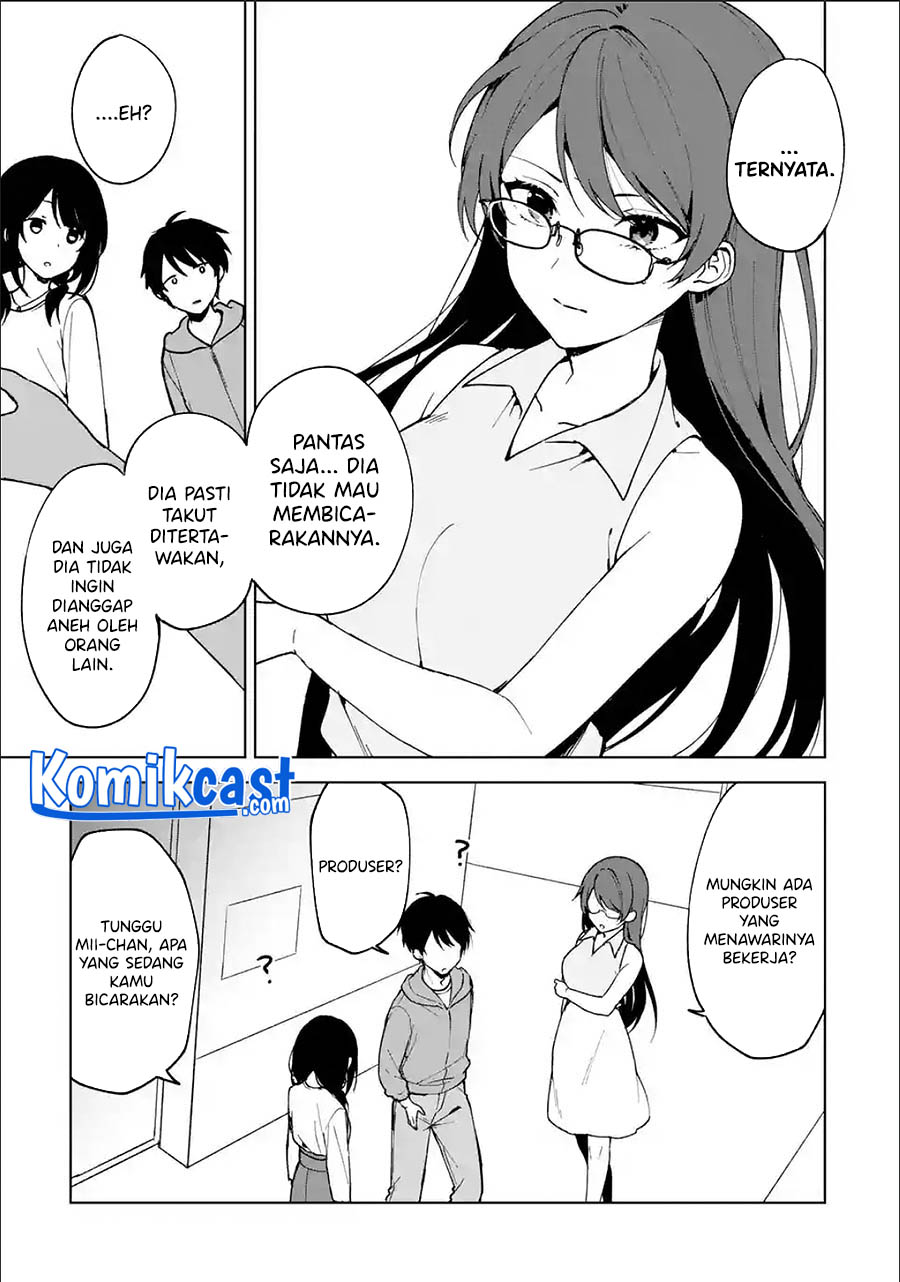 ...
TERNYATA.
PANTAS
SAJA... DIA
TIDAK MAU
MEMBICA-
RAKANNYA.
....EH?
DIA PASTI
TAKUT
DITERTA-
WAKAN,
DAN JUGA
DIA TIDAK
INGIN
DIANGGAP
ANEH OLEH
ORANG
LAIN.
Komikcast
.com
MUNGKIN ADA
PRODUSER
YANG
MENAWARINYA
BEKERJA?
?
PRODUSER?
?
TUNGGU
MII-CHAN, APA
YANG SEDANG
KAMU
BICARAKAN?